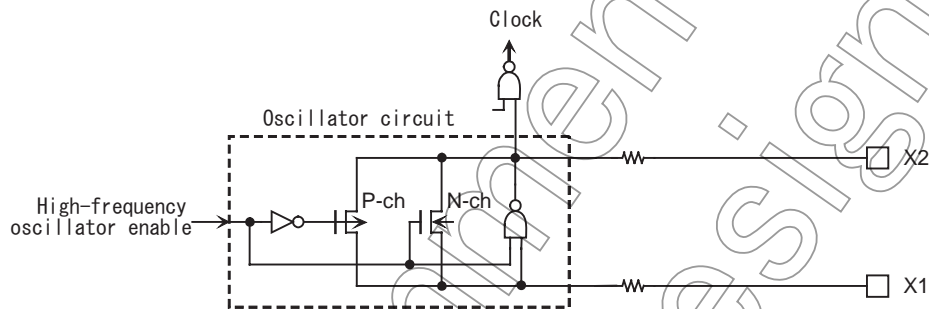 Clock
Oscillator circuit
X2
P-ch
N-ch
High-frequency
oscillator enable
X1